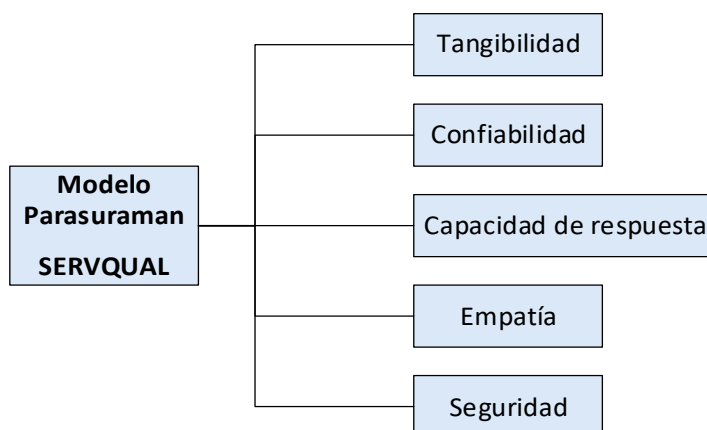 Modelo
Parasuraman
SERVQUAL
Tangibilidad
Confiabilidad
Capacidad de respuesta
Empatía
Seguridad